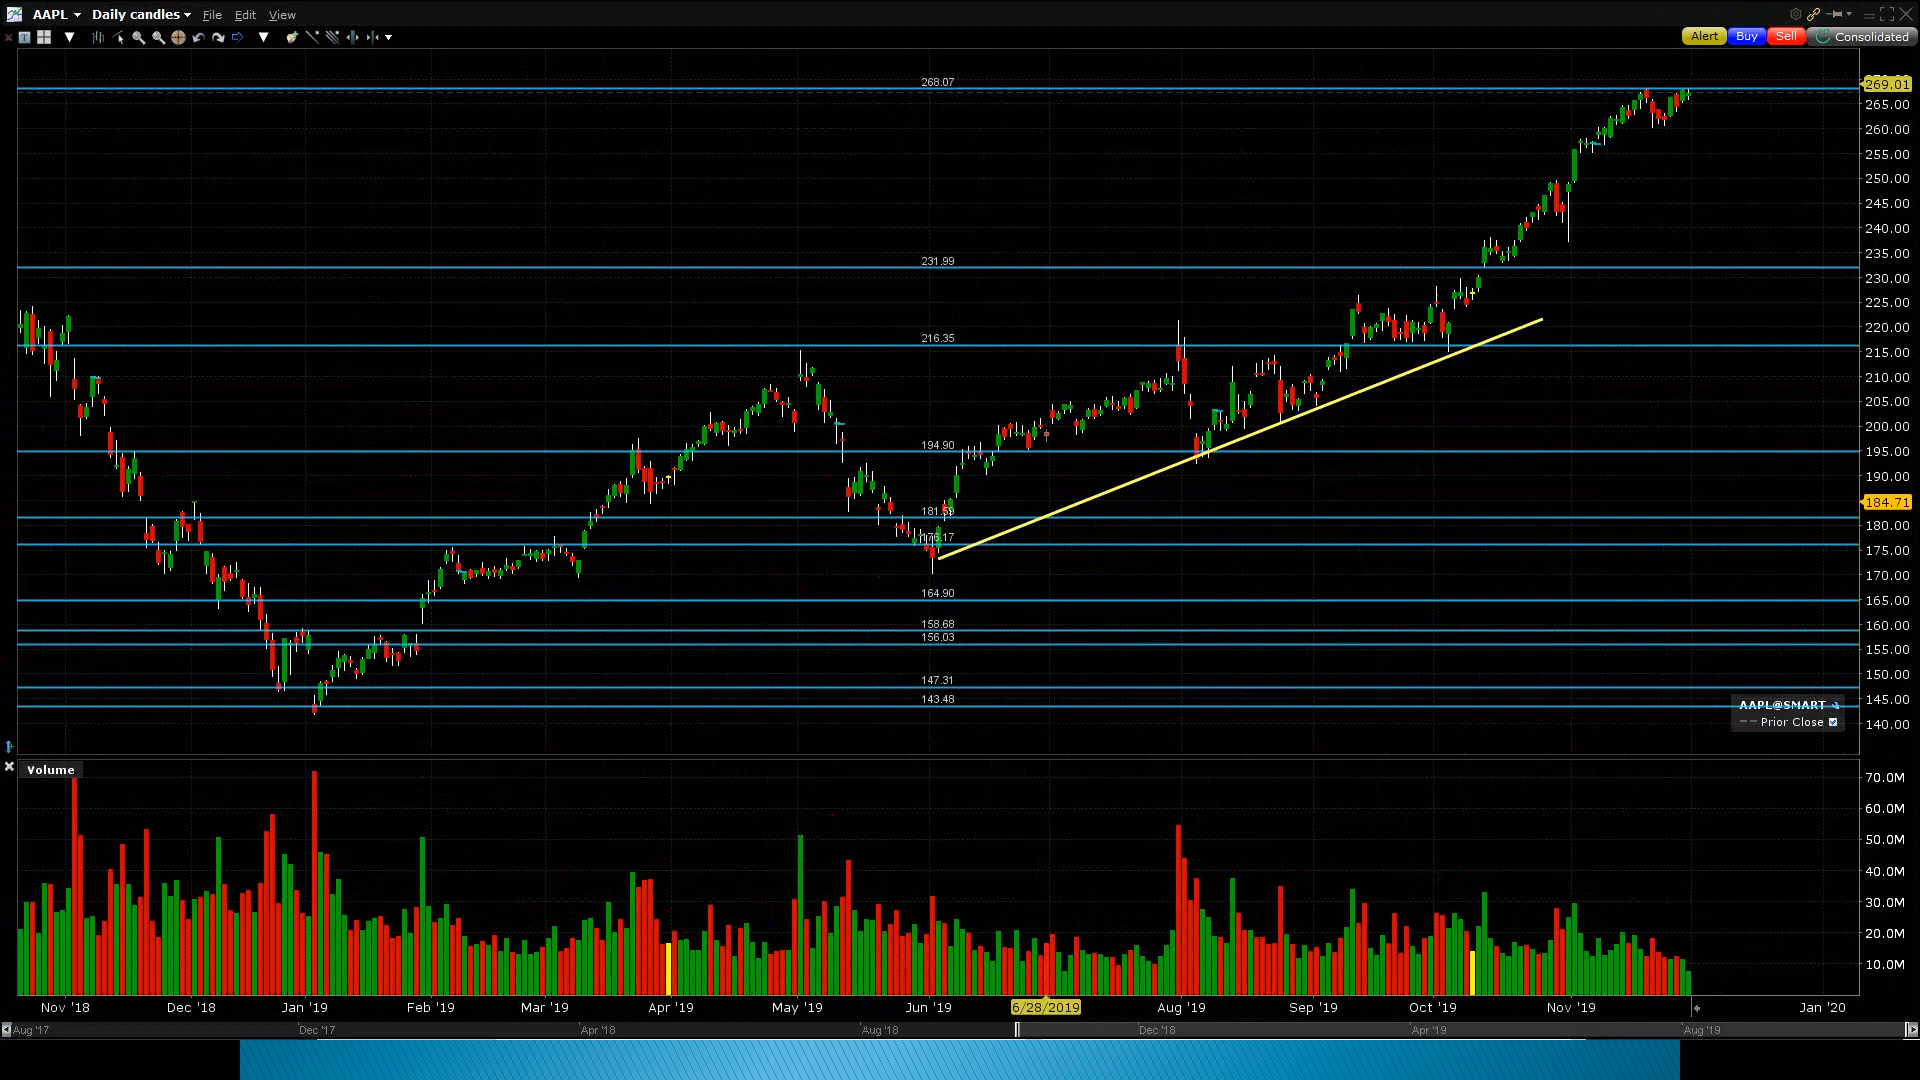 AAPL Daily candles File Edit View
Alert Buy Sell Consolidated
268.07
269.01
265.00
260.00
255.00
250.00
245.00
240.00
235.00
231.99
230.00
225.00
220.00
216.35
215.00
210.00
205.00
200.00
194.90
195.00
190.00
184.71
181.59
180.00
176.17
175.00
170.00
164.90
165.00
158.68
160.00
156.03
155.00
150.00
147.31
145.00
143.48
AAPL@SMART
Prior Close
140.00
Volume
70.0M
60.0M
50.0M
40.0M
30.0M
20.0M
10.0M
Nov '18 Dec '18 Jan '19 Feb '19 Mar '19 Apr '19 May '19 Jun '19 6/28/2019 Aug '19 Sep '19 Oct '19 Nov '19 Jan '20
Aug '17 Dec '17 Apr '18 Aug '18 Dec '18 Apr '19 Aug '19